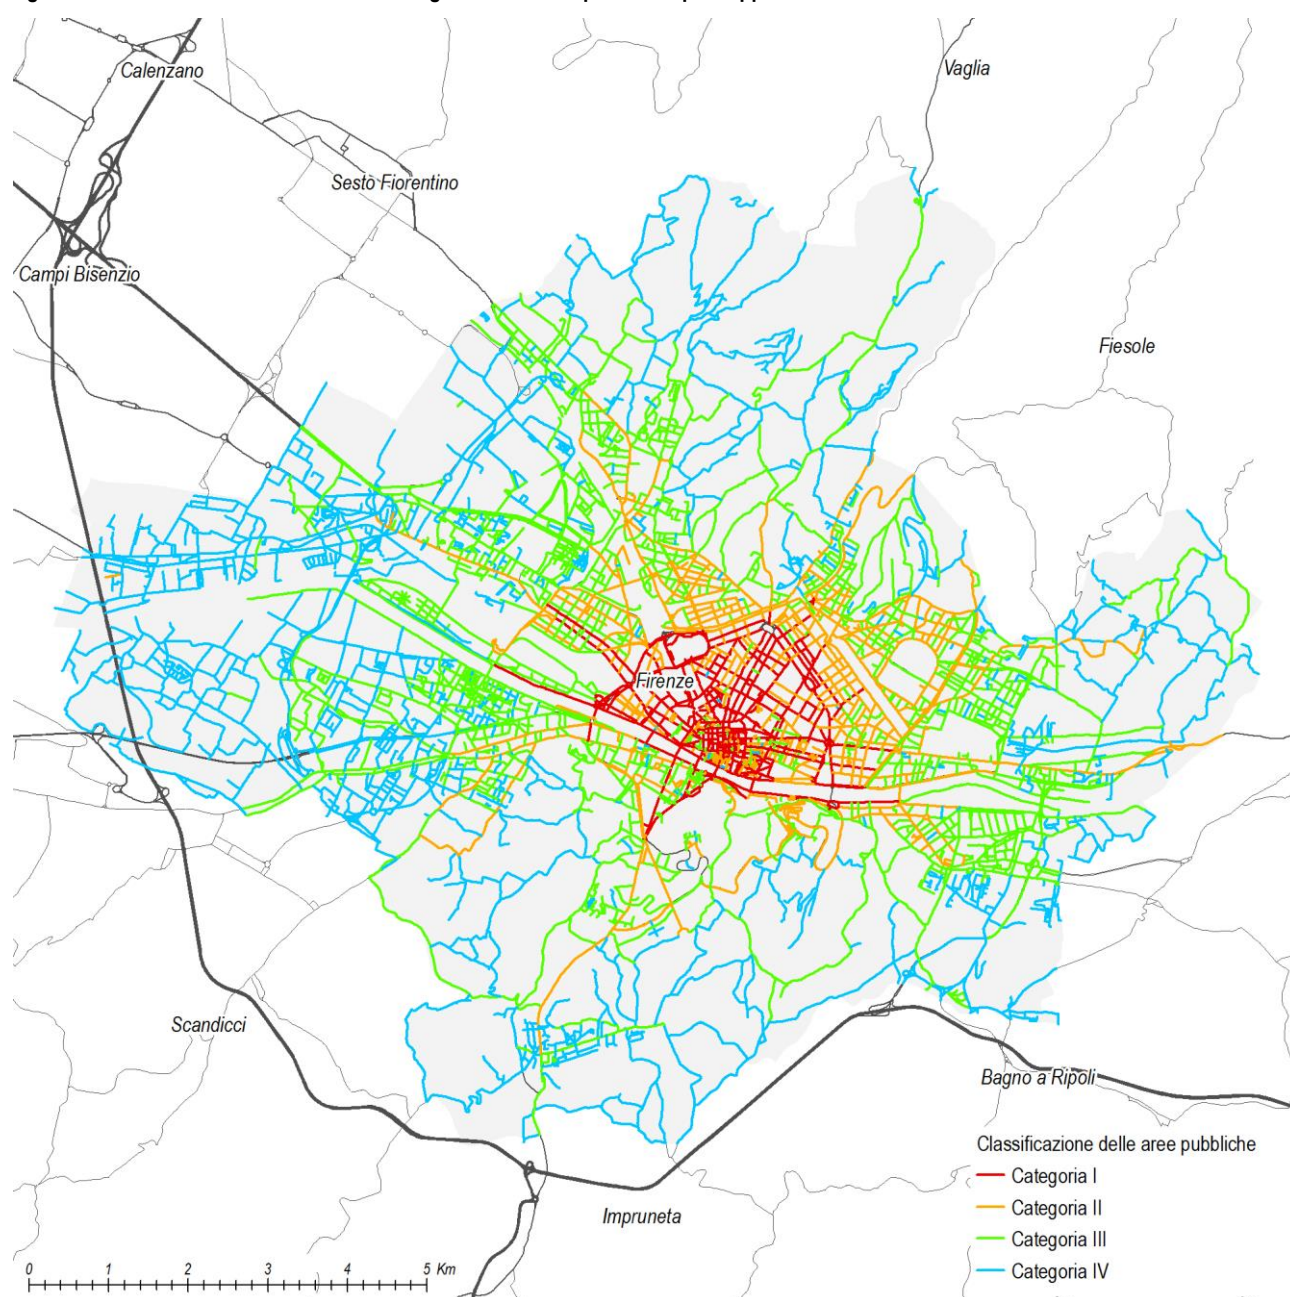 Calenzano
Vaglia
Sesto Fiorentino
Campi Bisenzio
Fiesole
Firenze
Scandicci
Bagno a Ripoli
Impruneta
Classificazione delle aree pubbliche
Categoria I
Categoria II
Categoria III
Categoria IV
0 1 2 3 4 5 Km